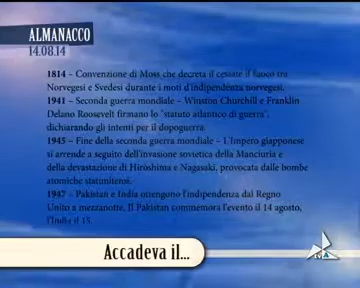 ALMANACCO
14.08.14
1814 – Convenzione di Moss che decreta il cessate il fuoco tra
Norvegesi e Svedesi durante i moti d'indipendenza norvegesi.
1941 – Seconda guerra mondiale – Winston Churchill e Franklin
Delano Roosevelt firmano lo "statuto atlantico di guerra",
dichiarando gli intenti per il dopoguerra.
1945 – Fine della seconda guerra mondiale – L'Impero giapponese
si arrende a seguito dell'invasione sovietica della Manciuria e
della devastazione di Hiroshima e Nagasaki, provocata dalle bombe
atomiche statunitensi.
1947 – Pakistan e India ottengono l'indipendenza dal Regno
Unito a mezzanotte. Il Pakistan commemora l'evento il 14 agosto,
l'India il 15.
Accadeva il...